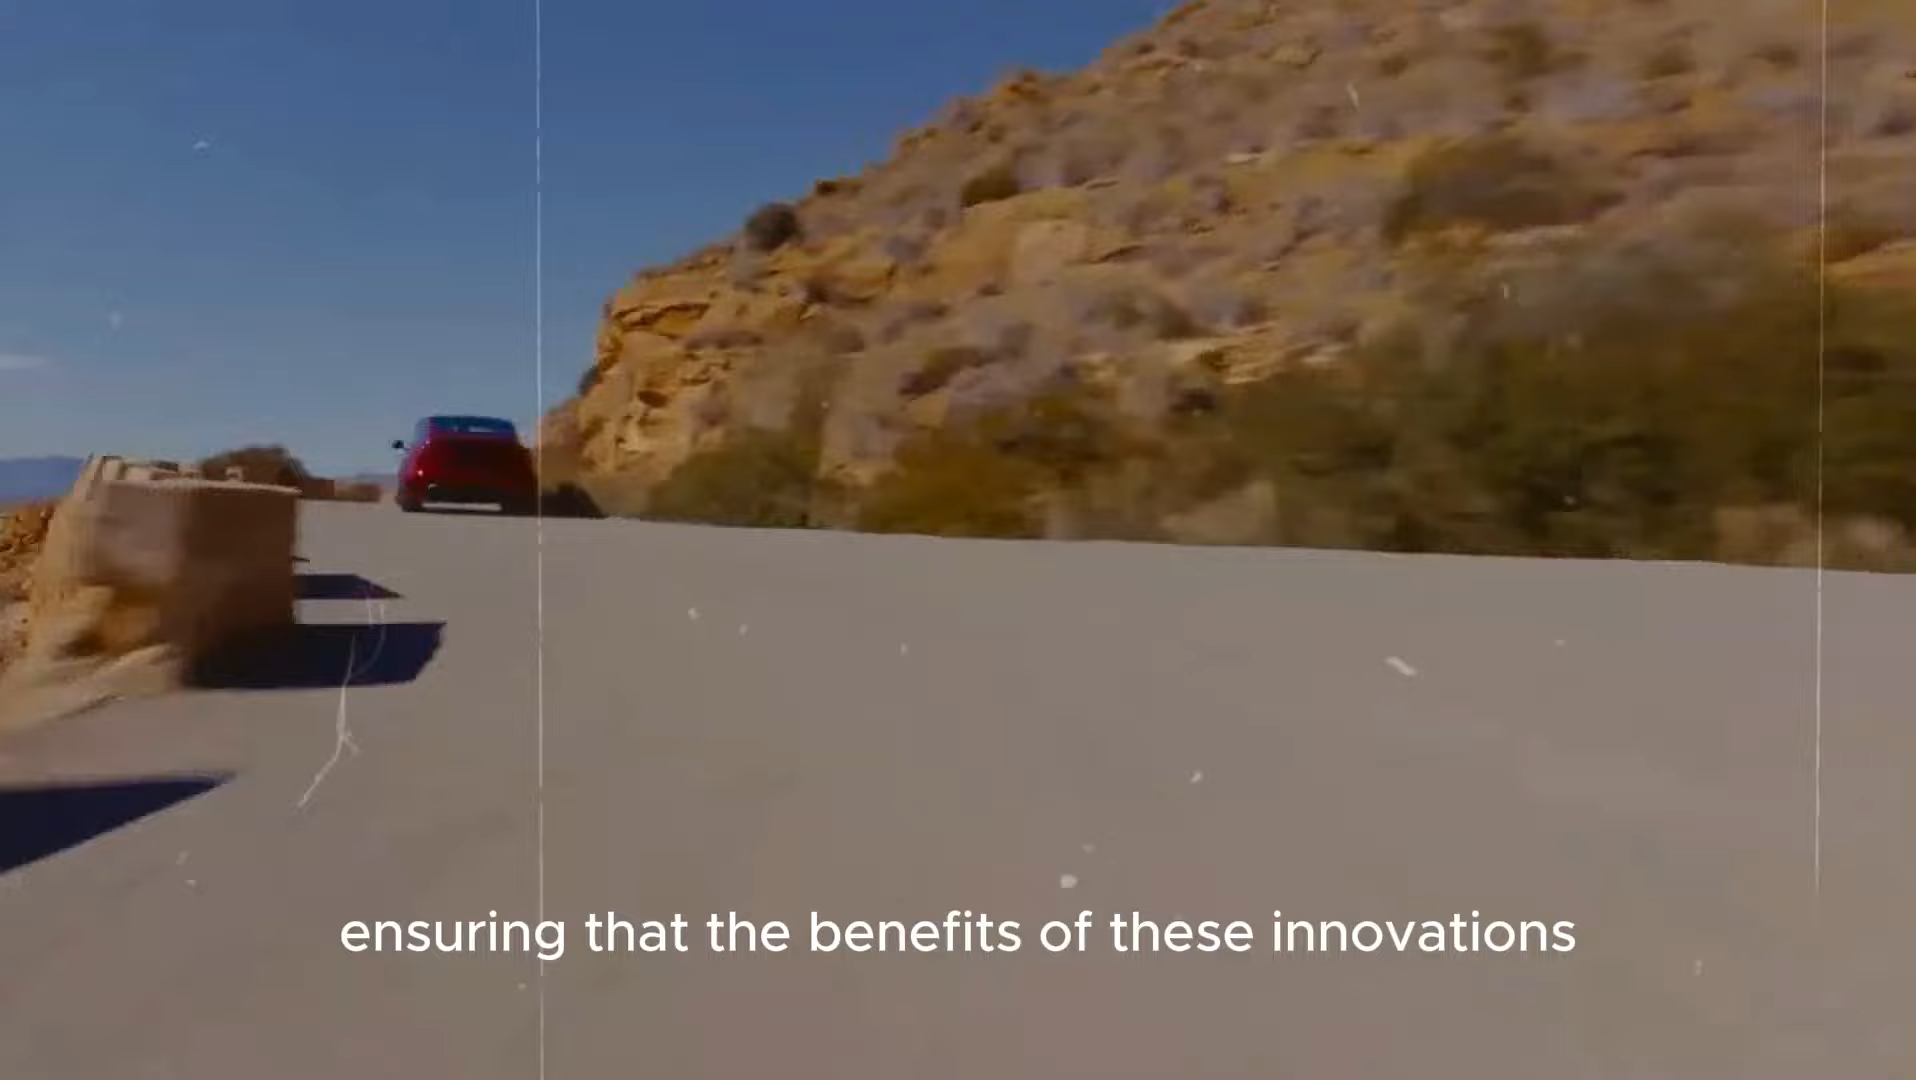 ensuring that the benefits of these innovations